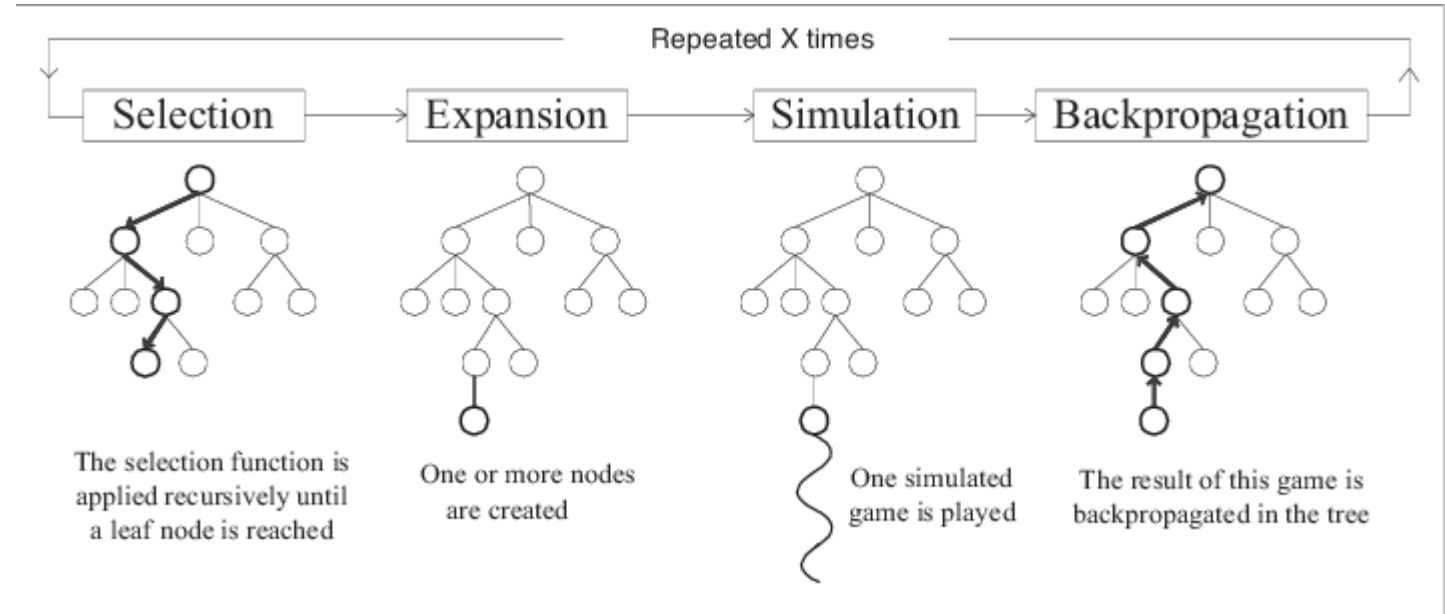 Repeated X times
Selection
Expansion
Simulation
Backpropagation
The selection function is
applied recursively until
a leaf node is reached
One or more nodes
are created
One simulated
game is played
The result of this game is
backpropagated in the tree